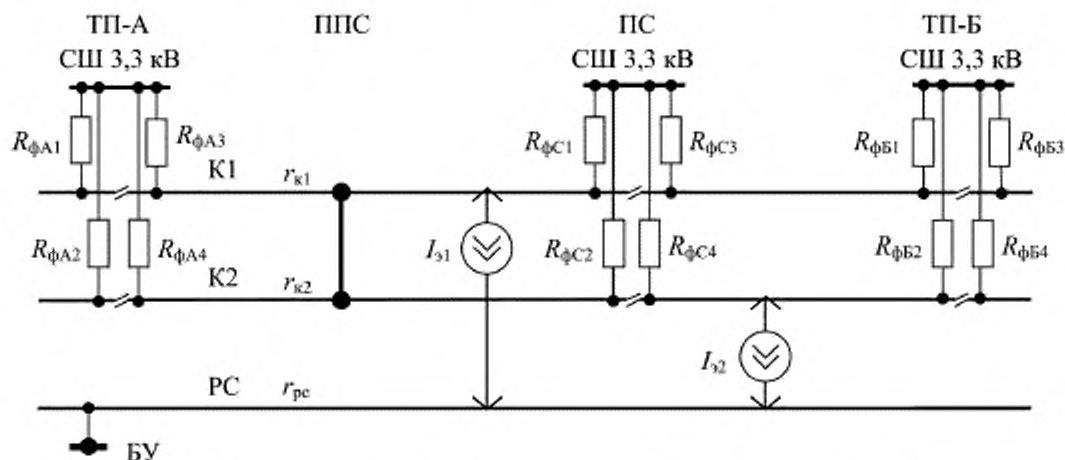 ТП-А ППС ПС ТП-Б
СШ 3,3 кВ СШ 3,3 кВ СШ 3,3 кВ
RфА1 RфА3 RфС1 RфС3 RфБ1 RфБ3
К1 rк1
RфА2 RфА4 Iэ1 RфС2 RфС4 RфБ2 RфБ4
К2 rк2
Iэ2
РС rрс
БУ